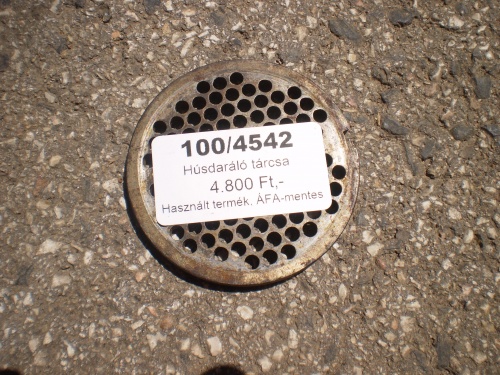 100/4542
Húsdaráló tárcsa
4.800 Ft,-
Használt termék. ÁFA-mentes